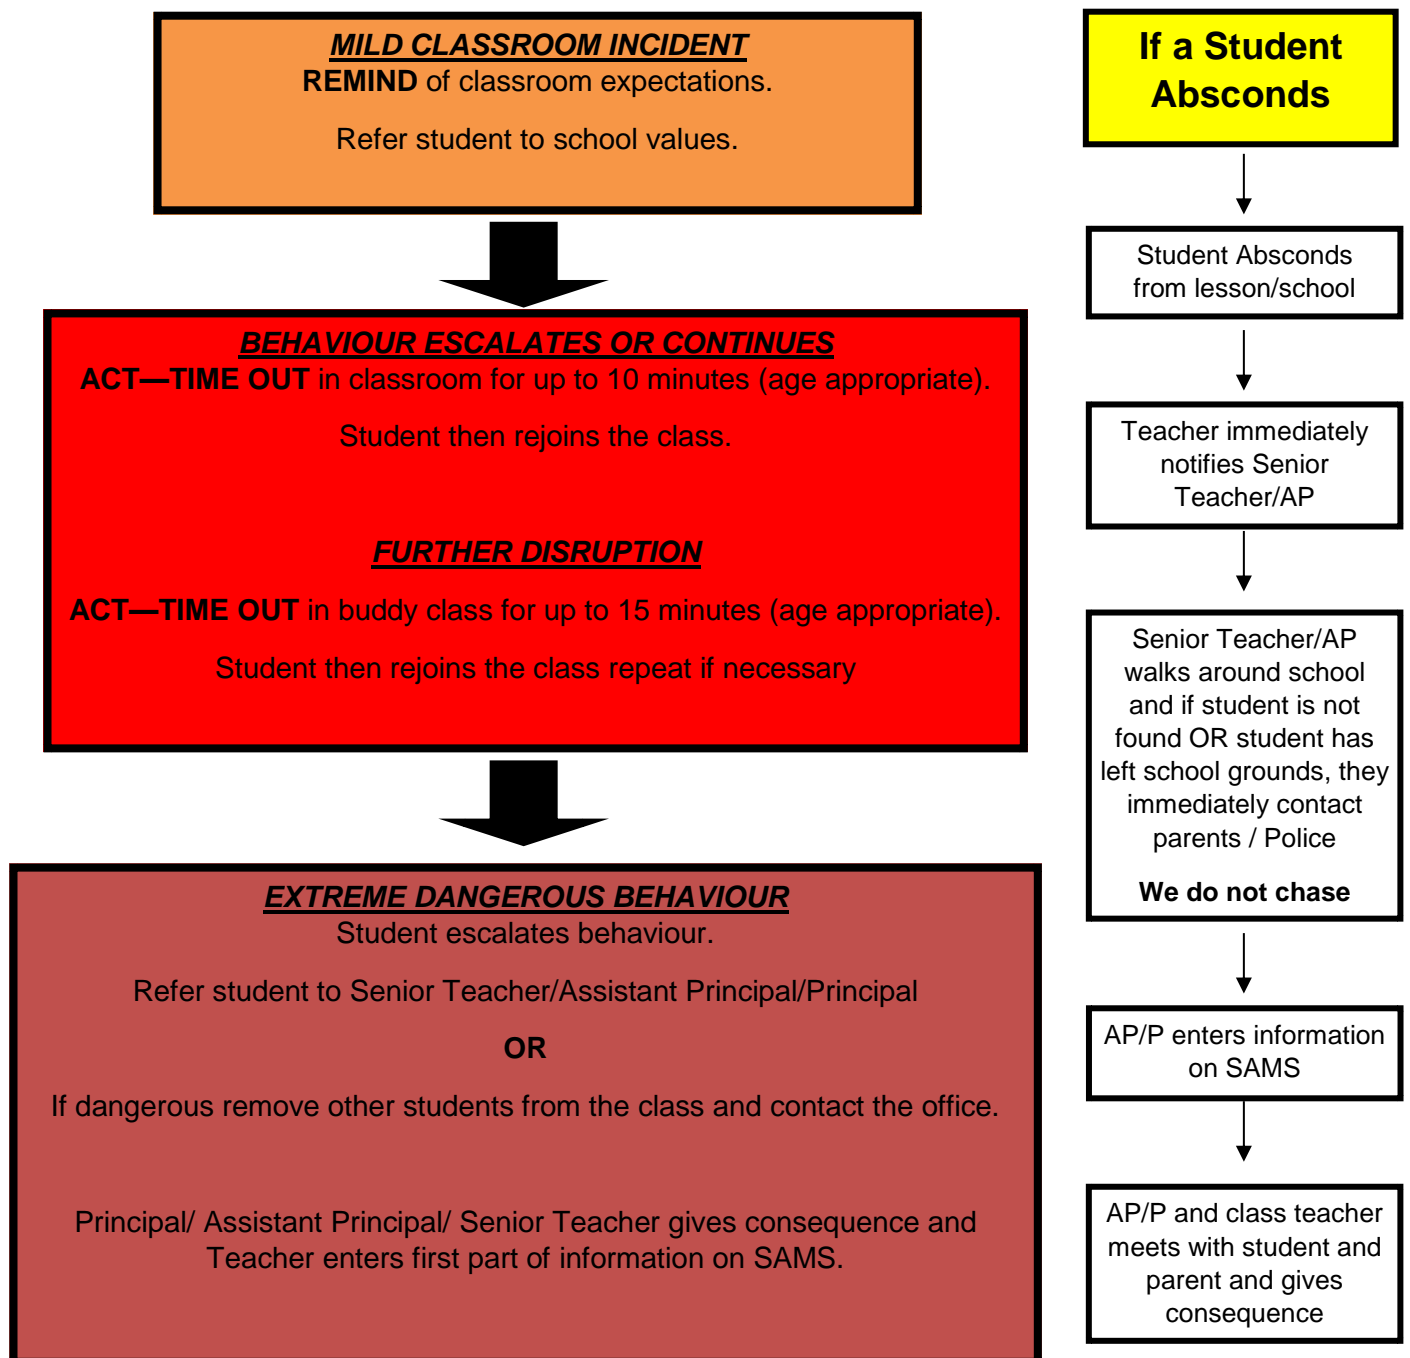 MILD CLASSROOM INCIDENT
REMIND of classroom expectations.
Refer student to school values.
BEHAVIOUR ESCALATES OR CONTINUES
ACT—TIME OUT in classroom for up to 10 minutes (age appropriate).
Student then rejoins the class.
FURTHER DISRUPTION
ACT—TIME OUT in buddy class for up to 15 minutes (age appropriate).
Student then rejoins the class repeat if necessary
EXTREME DANGEROUS BEHAVIOUR
Student escalates behaviour.
Refer student to Senior Teacher/Assistant Principal/Principal
OR
If dangerous remove other students from the class and contact the office.
Principal/ Assistant Principal/ Senior Teacher gives consequence and
Teacher enters first part of information on SAMS.
If a Student
Absconds
Student Absconds
from lesson/school
Teacher immediately
notifies Senior
Teacher/AP
Senior Teacher/AP
walks around school
and if student is not
found OR student has
left school grounds, they
immediately contact
parents / Police
We do not chase
AP/P enters information
on SAMS
AP/P and class teacher
meets with student and
parent and gives
consequence